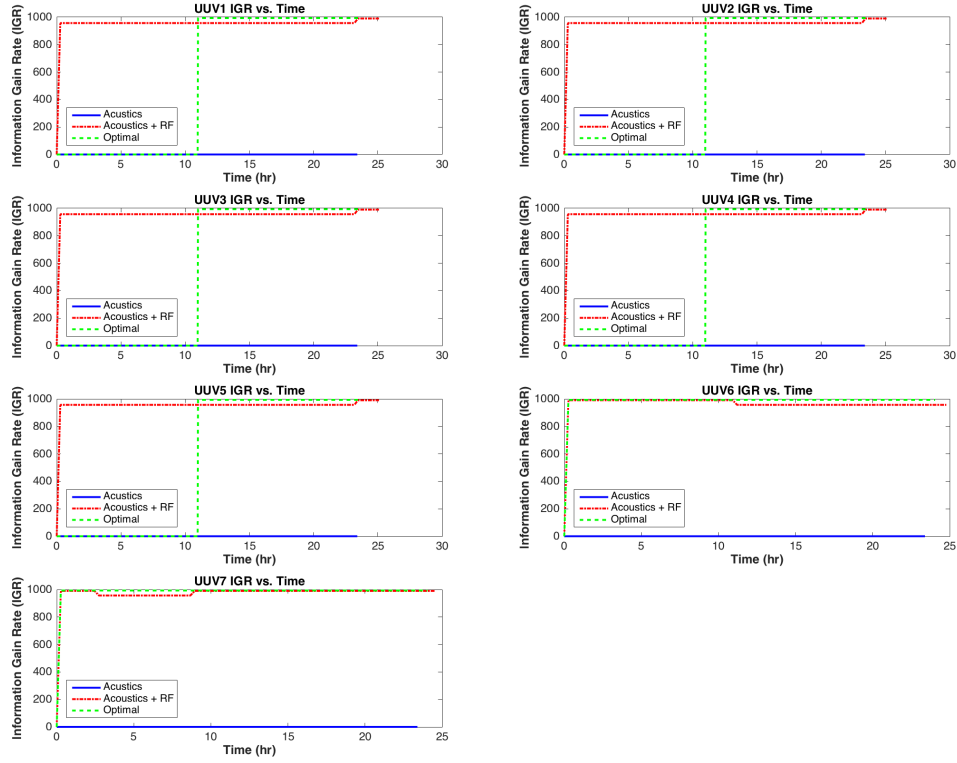 UUV1 IGR vs. Time
Information Gain Rate (IGR)
1000
800
600
400
200
0
Acustics
Acoustics + RF
Optimal
0 5 10 15 20 25 30
Time (hr)
UUV2 IGR vs. Time
Information Gain Rate (IGR)
1000
800
600
400
200
0
Acustics
Acoustics + RF
Optimal
0 5 10 15 20 25 30
Time (hr)
UUV3 IGR vs. Time
Information Gain Rate (IGR)
1000
800
600
400
200
0
Acustics
Acoustics + RF
Optimal
0 5 10 15 20 25 30
Time (hr)
UUV4 IGR vs. Time
Information Gain Rate (IGR)
1000
800
600
400
200
0
Acustics
Acoustics + RF
Optimal
0 5 10 15 20 25 30
Time (hr)
UUV5 IGR vs. Time
Information Gain Rate (IGR)
1000
800
600
400
200
0
Acustics
Acoustics + RF
Optimal
0 5 10 15 20 25 30
Time (hr)
UUV6 IGR vs. Time
Information Gain Rate (IGR)
1000
800
600
400
200
0
Acustics
Acoustics + RF
Optimal
0 5 10 15 20 25
Time (hr)
UUV7 IGR vs. Time
Information Gain Rate (IGR)
1000
800
600
400
200
0
Acustics
Acoustics + RF
Optimal
0 5 10 15 20 25
Time (hr)